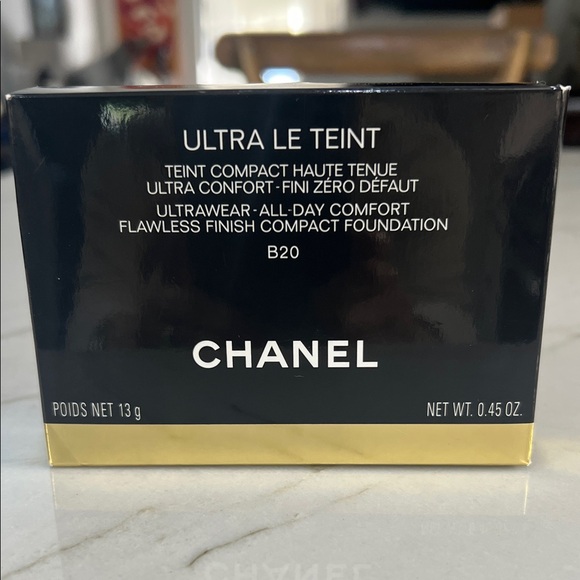 ULTRA LE TEINT
TEINT COMPACT HAUTE TENUE
ULTRA CONFORT-FINI ZÉRO DÉFAUT
ULTRAWEAR-ALL-DAY COMFORT
FLAWLESS FINISH COMPACT FOUNDATION
B20
CHANEL
POIDS NET 13 g
NET WT. 0.45 OZ.